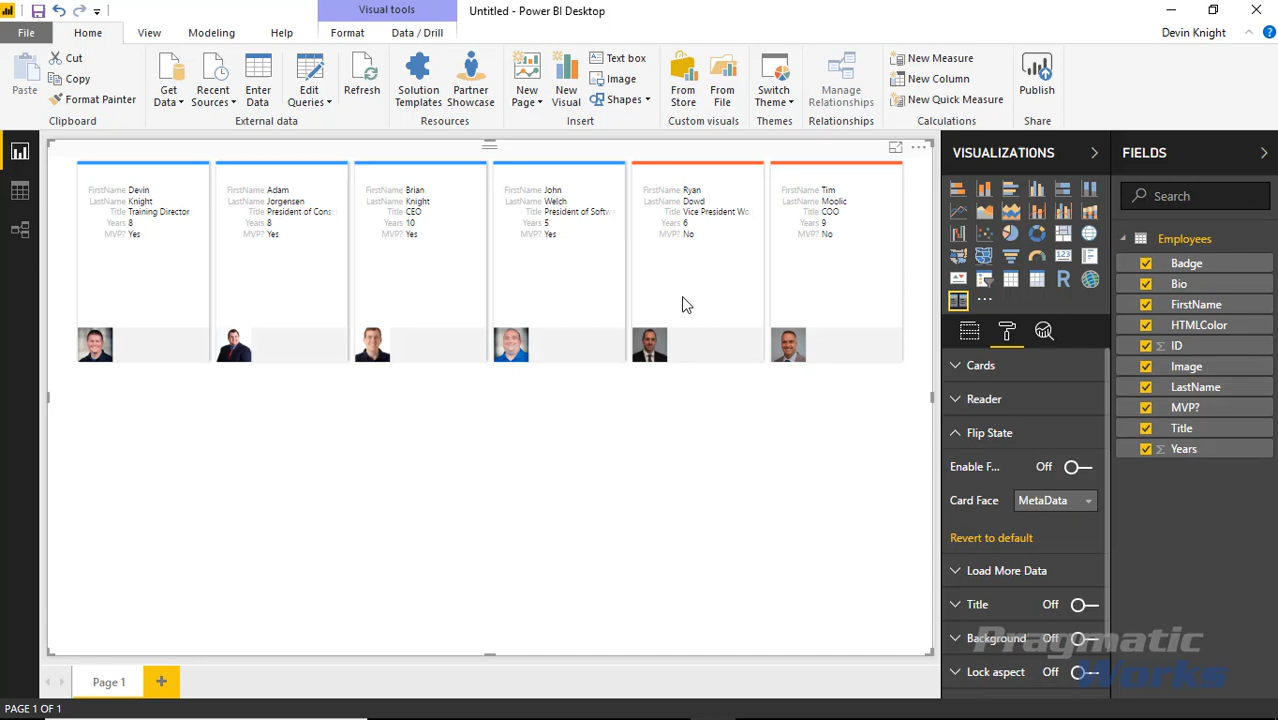 Visual tools
Untitled - Power BI Desktop
File
Home
View
Modeling
Help
Format
Data / Drill
Devin Knight
Paste
Cut
Copy
Format Painter
Clipboard
Get Data
Recent Sources
Enter Data
Edit Queries
Refresh
External data
Solution Templates
Partner Showcase
Resources
New Page
New Visual
Text box
Image
Shapes
Insert
From Store
From File
Custom visuals
Switch Theme
Themes
Manage Relationships
Relationships
New Measure
New Column
New Quick Measure
Calculations
Publish
Share
FirstName Devin
LastName Knight
Title Training Director
Years 8
MVP? Yes
FirstName Adam
LastName Jorgensen
Title President of Cons
Years 8
MVP? Yes
FirstName Brian
LastName Knight
Title CEO
Years 10
MVP? Yes
FirstName John
LastName Welch
Title President of Softw
Years 5
MVP? Yes
FirstName Ryan
LastName Dowd
Title Vice President Wo
Years 6
MVP? No
FirstName Tim
LastName Moolic
Title COO
Years 9
MVP? No
VISUALIZATIONS
Cards
Reader
Flip State
Enable F... Off
Card Face MetaData
Revert to default
Load More Data
Title Off
Background Off
Lock aspect Off
FIELDS
Search
Employees
Badge
Bio
FirstName
HTMLColor
Σ ID
Image
LastName
MVP?
Title
Σ Years
Pragmatic
Works
Page 1
PAGE 1 OF 1